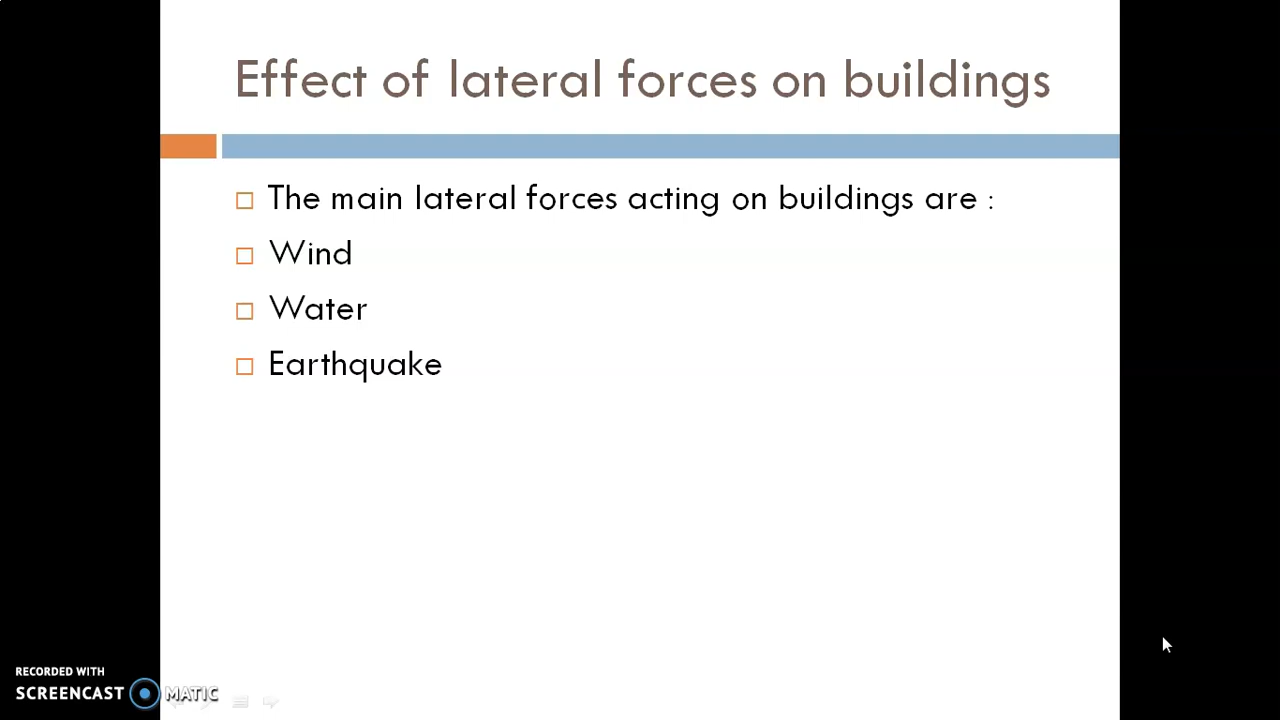 Effect of lateral forces on buildings
The main lateral forces acting on buildings are :
Wind
Water
Earthquake
RECORDED WITH
SCREENCAST MATIC